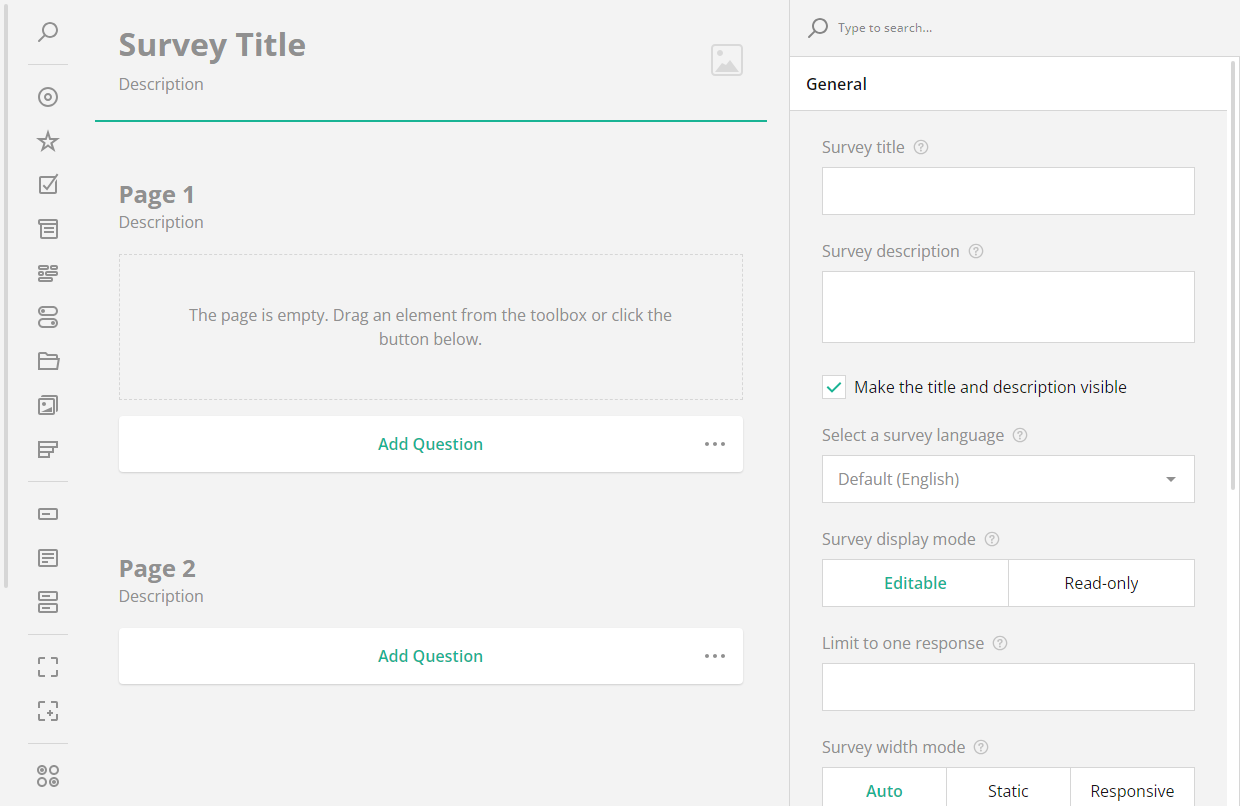 Survey Title
Description
Page 1
Description
The page is empty. Drag an element from the toolbox or click the
button below.
Add Question
Page 2
Description
Add Question
Type to search...
General
Survey title
Survey description
Make the title and description visible
Select a survey language
Default (English)
Survey display mode
Editable Read-only
Limit to one response
Survey width mode
Auto Static Responsive